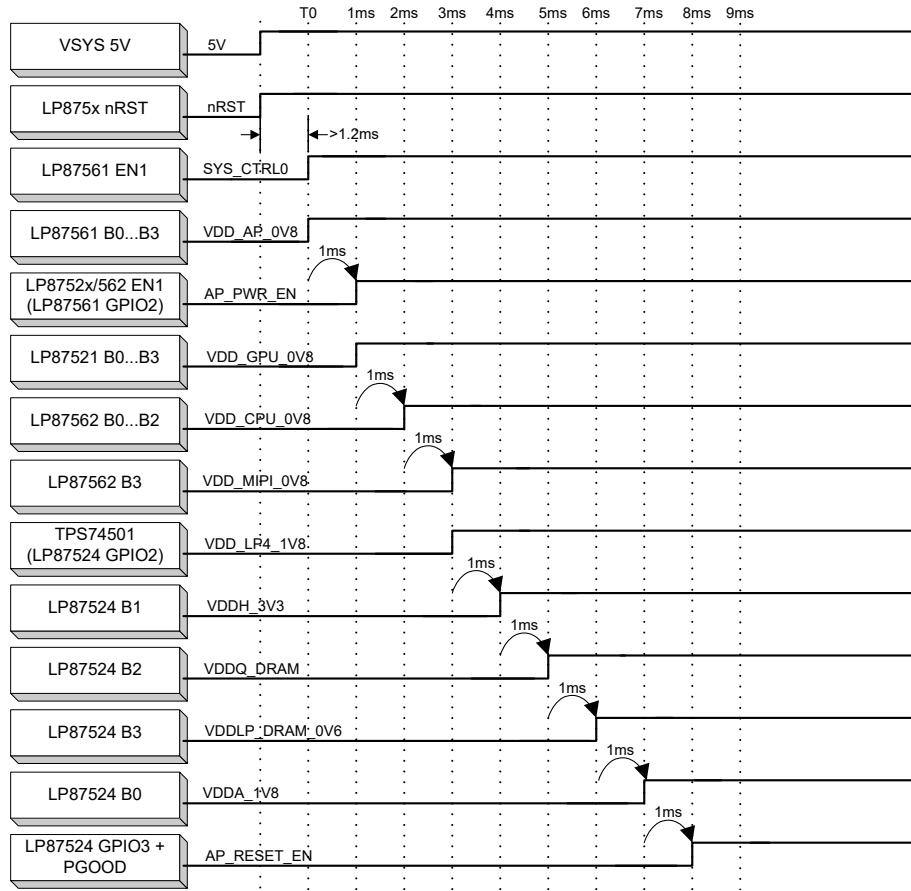 T0 1ms 2ms 3ms 4ms 5ms 6ms 7ms 8ms 9ms
VSYS 5V 5V
LP875x nRST nRST
>1.2ms
LP87561 EN1 SYS_CTRL0
LP87561 B0...B3 VDD_AP_0V8
1ms
LP8752x/562 EN1
(LP87561 GPIO2) AP_PWR_EN
LP87521 B0...B3 VDD_GPU_0V8
1ms
LP87562 B0...B2 VDD_CPU_0V8
1ms
LP87562 B3 VDD_MIPI_0V8
TPS74501
(LP87524 GPIO2) VDD_LP4_1V8
1ms
LP87524 B1 VDDH_3V3
1ms
LP87524 B2 VDDQ_DRAM
1ms
LP87524 B3 VDDLP_DRAM_0V6
1ms
LP87524 B0 VDDA_1V8
1ms
LP87524 GPIO3 +
PGOOD AP_RESET_EN